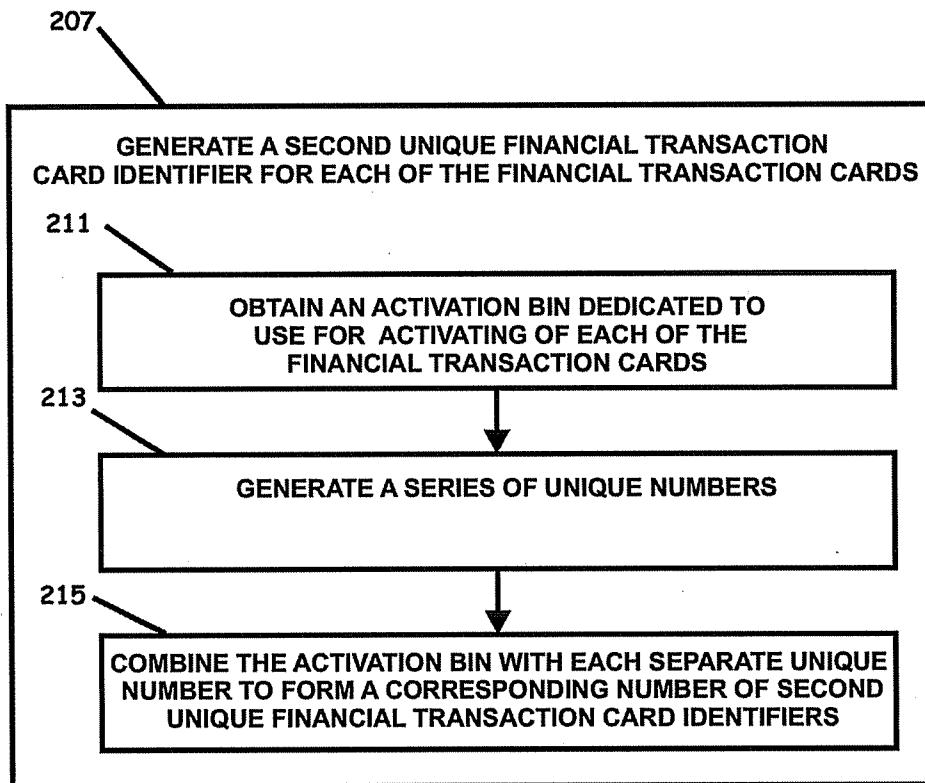 207
GENERATE A SECOND UNIQUE FINANCIAL TRANSACTION
CARD IDENTIFIER FOR EACH OF THE FINANCIAL TRANSACTION CARDS
211
OBTAIN AN ACTIVATION BIN DEDICATED TO
USE FOR ACTIVATING OF EACH OF THE
FINANCIAL TRANSACTION CARDS
213
GENERATE A SERIES OF UNIQUE NUMBERS
215
COMBINE THE ACTIVATION BIN WITH EACH SEPARATE UNIQUE
NUMBER TO FORM A CORRESPONDING NUMBER OF SECOND
UNIQUE FINANCIAL TRANSACTION CARD IDENTIFIERS